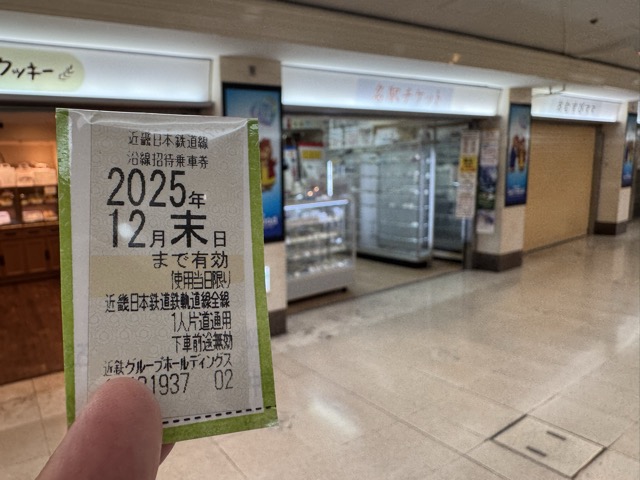 クッキー
名駅チケット
近畿日本鉄道線
沿線招待乗車券
2025年
12月末日
まで有効
(使用当日限り)
近畿日本鉄道鉄軌道線全線
1人片道通用
下車前途無効
近鉄グループホールディングス
1937 02